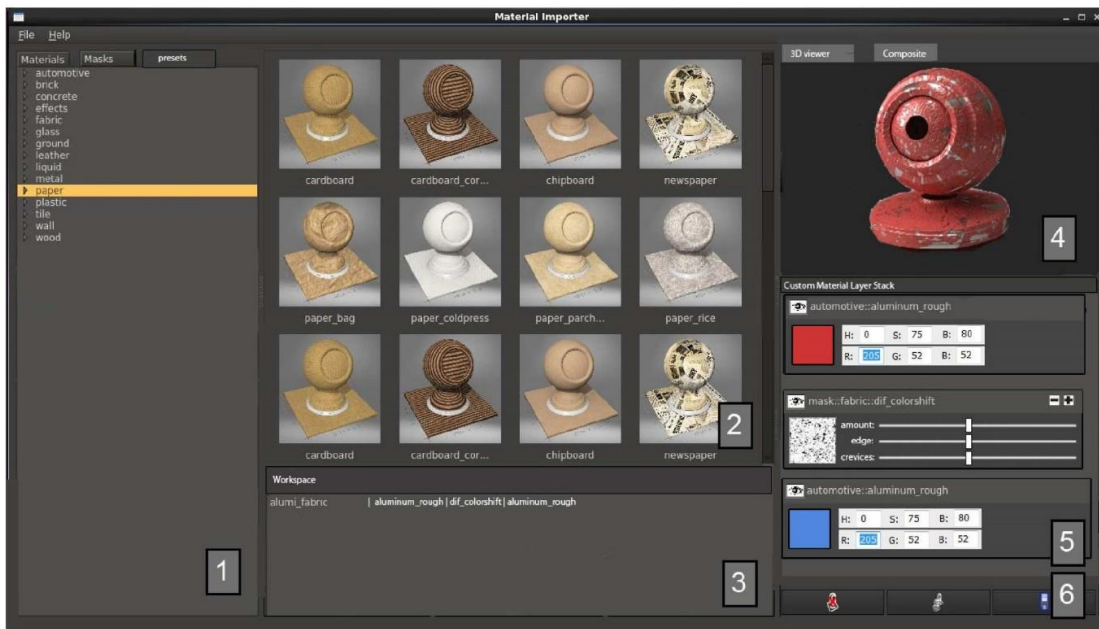 Material Importer
File Help
Materials Masks presets
automotive
brick
concrete
effects
fabric
glass
ground
leather
liquid
metal
paper
plastic
tile
wall
wood
1
cardboard cardboard_cor... chipboard newspaper
paper_bag paper_coldpress paper_parch... paper_rice
cardboard cardboard_cor... chipboard newspaper
2
Workspace
alumi_fabric | aluminum_rough | dif_colorshift | aluminum_rough
3
3D viewer Composite
4
Custom Material Layer Stack
automotive::aluminum_rough
H: 0 S: 75 B: 80
R: 205 G: 52 B: 52
mask::fabric::dif_colorshift
amount:
edge:
crevices:
automotive::aluminum_rough
H: 0 S: 75 B: 80
R: 205 G: 52 B: 52
5
6